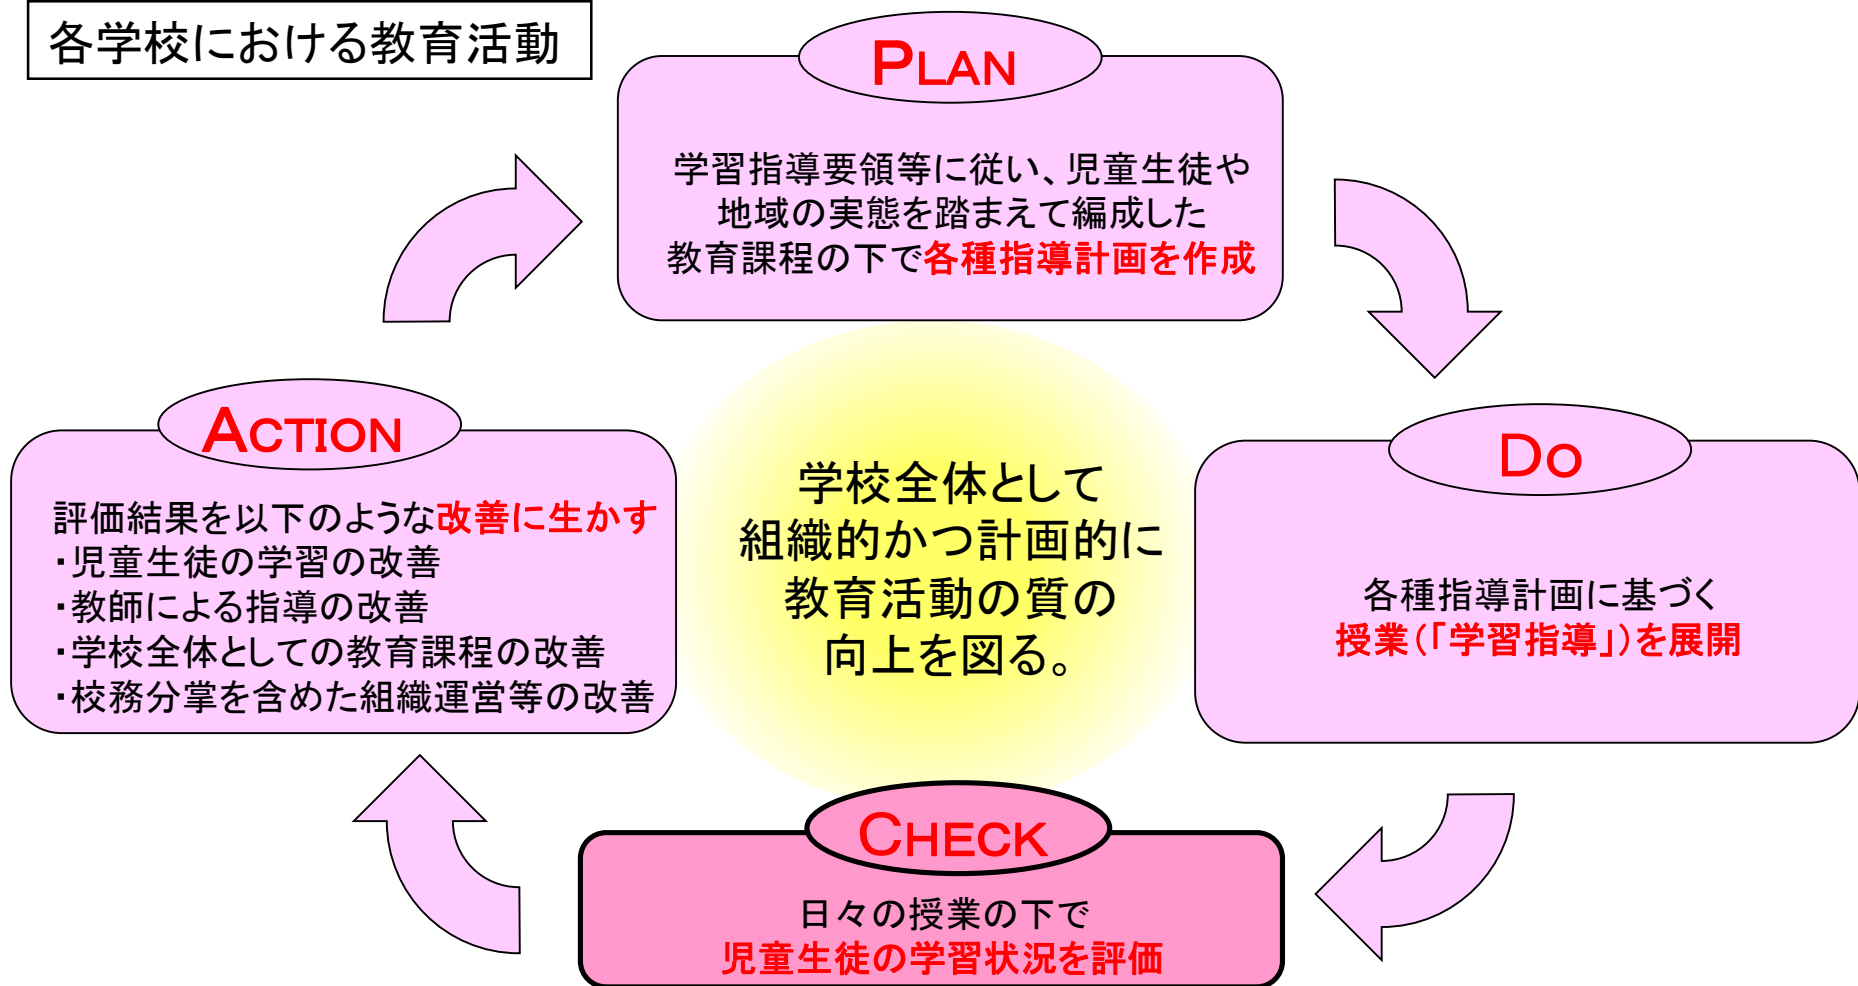 各学校における教育活動
PLAN
学習指導要領等に従い、児童生徒や
地域の実態を踏まえて編成した
教育課程の下で各種指導計画を作成
DO
各種指導計画に基づく
授業(「学習指導」)を展開
CHECK
日々の授業の下で
児童生徒の学習状況を評価
ACTION
評価結果を以下のような改善に生かす
・児童生徒の学習の改善
・教師による指導の改善
・学校全体としての教育課程の改善
・校務分掌を含めた組織運営等の改善
学校全体として
組織的かつ計画的に
教育活動の質の
向上を図る。